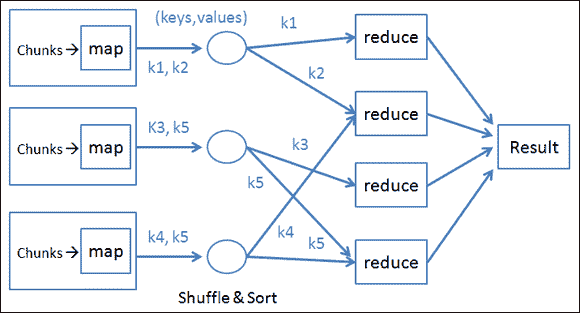 (keys,values)
Chunks → map
k1, k2
k1
k2
reduce
K3, k5
Chunks → map
k3
k5
reduce
Result
reduce
k4, k5
Chunks → map
k4
k5
reduce
Shuffle & Sort